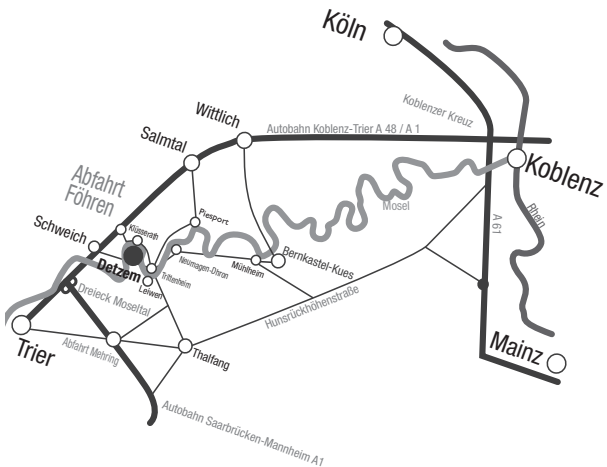 Köln
Koblenzer Kreuz
Wittlich
Autobahn Koblenz-Trier A 48 / A 1
Salmtal
Koblenz
Abfahrt
Föhren
Mosel
Rhein
A 61
Piesport
Klüsserath
Schweich
Detzem
Leiwen
Trittenheim
Neumagen-Dhron
Mühlheim
Bernkastel-Kues
Dreieck Moseltal
Hunsrückhöhenstraße
Trier
Abfahrt Mehring
Thalfang
Mainz
Autobahn Saarbrücken-Mannheim A1